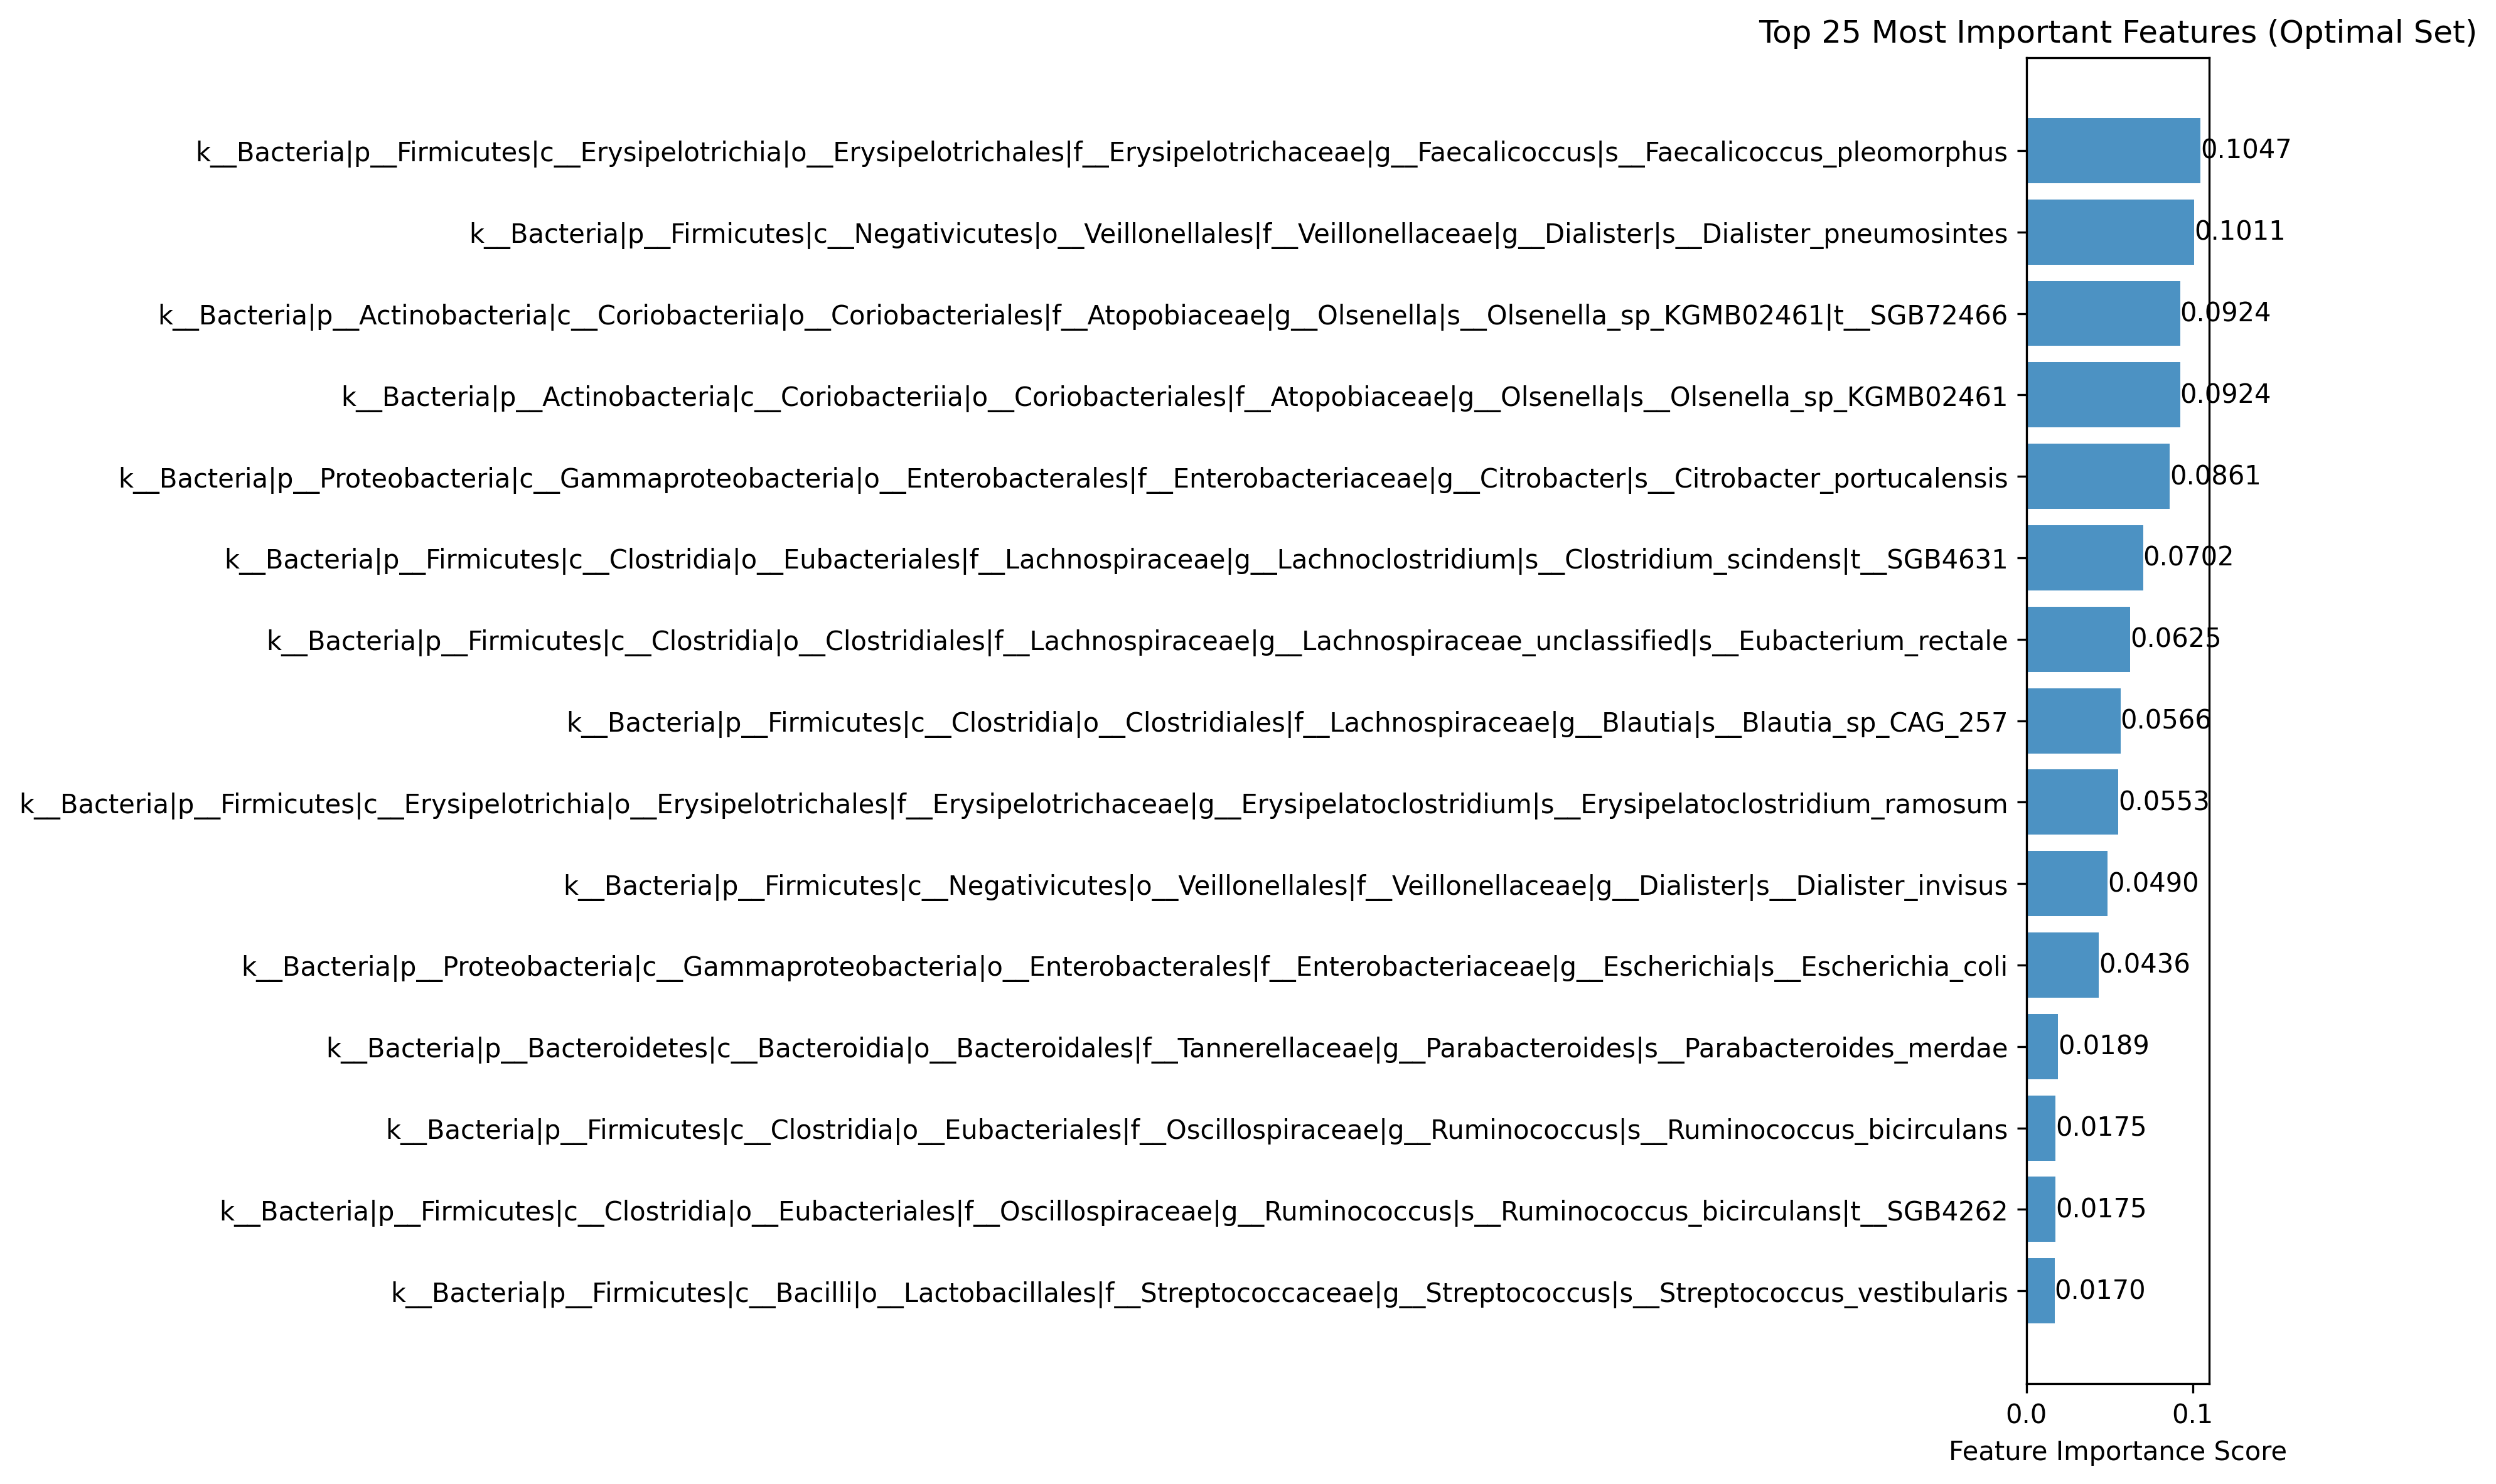 Top 25 Most Important Features (Optimal Set)
k__Bacteria|p__Firmicutes|c__Erysipelotrichia|o__Erysipelotrichales|f__Erysipelotrichaceae|g__Faecalicoccus|s__Faecalicoccus_pleomorphus 0.1047
k__Bacteria|p__Firmicutes|c__Negativicutes|o__Veillonellales|f__Veillonellaceae|g__Dialister|s__Dialister_pneumosintes 0.1011
k__Bacteria|p__Actinobacteria|c__Coriobacteriia|o__Coriobacteriales|f__Atopobiaceae|g__Olsenella|s__Olsenella_sp_KGMB02461|t__SGB72466 0.0924
k__Bacteria|p__Actinobacteria|c__Coriobacteriia|o__Coriobacteriales|f__Atopobiaceae|g__Olsenella|s__Olsenella_sp_KGMB02461 0.0924
k__Bacteria|p__Proteobacteria|c__Gammaproteobacteria|o__Enterobacterales|f__Enterobacteriaceae|g__Citrobacter|s__Citrobacter_portucalensis 0.0861
k__Bacteria|p__Firmicutes|c__Clostridia|o__Eubacteriales|f__Lachnospiraceae|g__Lachnoclostridium|s__Clostridium_scindens|t__SGB4631 0.0702
k__Bacteria|p__Firmicutes|c__Clostridia|o__Clostridiales|f__Lachnospiraceae|g__Lachnospiraceae_unclassified|s__Eubacterium_rectale 0.0625
k__Bacteria|p__Firmicutes|c__Clostridia|o__Clostridiales|f__Lachnospiraceae|g__Blautia|s__Blautia_sp_CAG_257 0.0566
k__Bacteria|p__Firmicutes|c__Erysipelotrichia|o__Erysipelotrichales|f__Erysipelotrichaceae|g__Erysipelatoclostridium|s__Erysipelatoclostridium_ramosum 0.0553
k__Bacteria|p__Firmicutes|c__Negativicutes|o__Veillonellales|f__Veillonellaceae|g__Dialister|s__Dialister_invisus 0.0490
k__Bacteria|p__Proteobacteria|c__Gammaproteobacteria|o__Enterobacterales|f__Enterobacteriaceae|g__Escherichia|s__Escherichia_coli 0.0436
k__Bacteria|p__Bacteroidetes|c__Bacteroidia|o__Bacteroidales|f__Tannerellaceae|g__Parabacteroides|s__Parabacteroides_merdae 0.0189
k__Bacteria|p__Firmicutes|c__Clostridia|o__Eubacteriales|f__Oscillospiraceae|g__Ruminococcus|s__Ruminococcus_bicirculans 0.0175
k__Bacteria|p__Firmicutes|c__Clostridia|o__Eubacteriales|f__Oscillospiraceae|g__Ruminococcus|s__Ruminococcus_bicirculans|t__SGB4262 0.0175
k__Bacteria|p__Firmicutes|c__Bacilli|o__Lactobacillales|f__Streptococcaceae|g__Streptococcus|s__Streptococcus_vestibularis 0.0170
0.0 0.1
Feature Importance Score